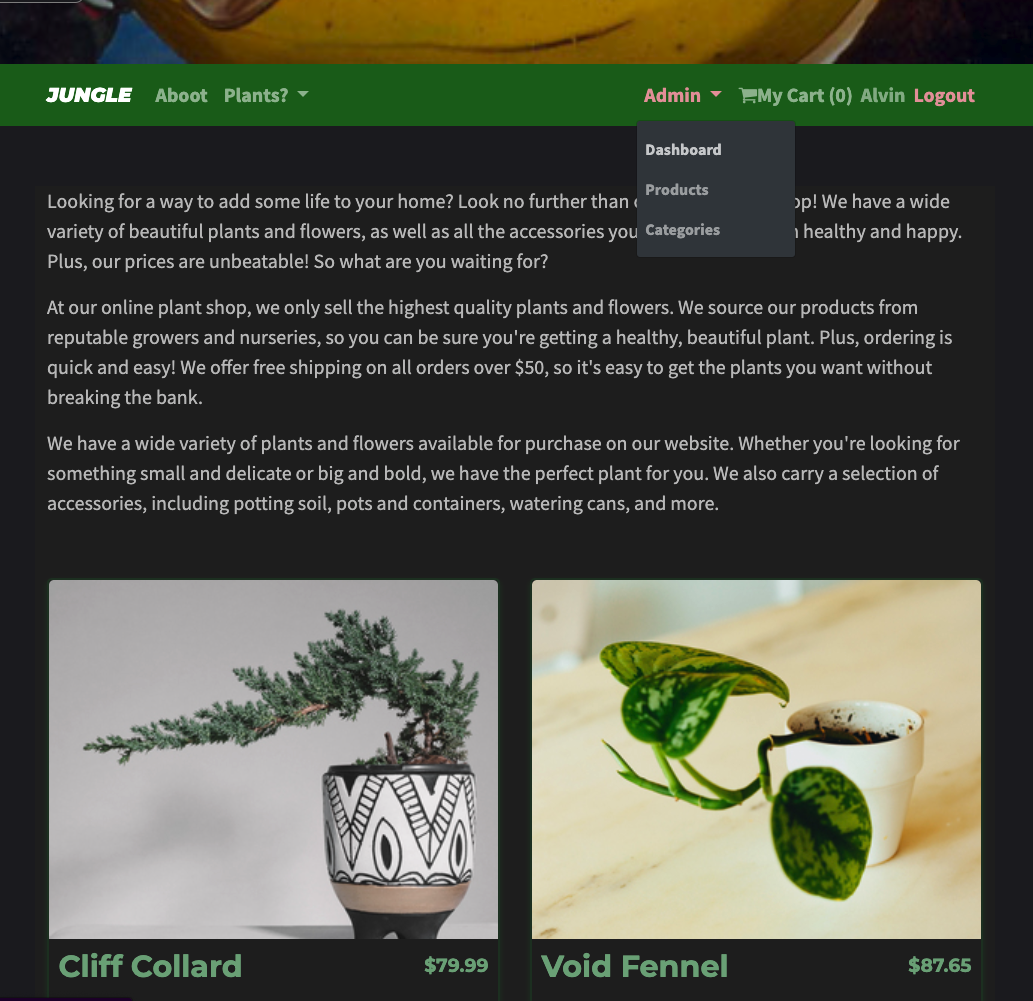 JUNGLE Aboot Plants? Admin My Cart (0) Alvin Logout
Dashboard
Products
Categories
Looking for a way to add some life to your home? Look no further than op! We have a wide
variety of beautiful plants and flowers, as well as all the accessories you healthy and happy.
Plus, our prices are unbeatable! So what are you waiting for?
At our online plant shop, we only sell the highest quality plants and flowers. We source our products from
reputable growers and nurseries, so you can be sure you're getting a healthy, beautiful plant. Plus, ordering is
quick and easy! We offer free shipping on all orders over $50, so it's easy to get the plants you want without
breaking the bank.
We have a wide variety of plants and flowers available for purchase on our website. Whether you're looking for
something small and delicate or big and bold, we have the perfect plant for you. We also carry a selection of
accessories, including potting soil, pots and containers, watering cans, and more.
Cliff Collard $79.99
Void Fennel $87.65